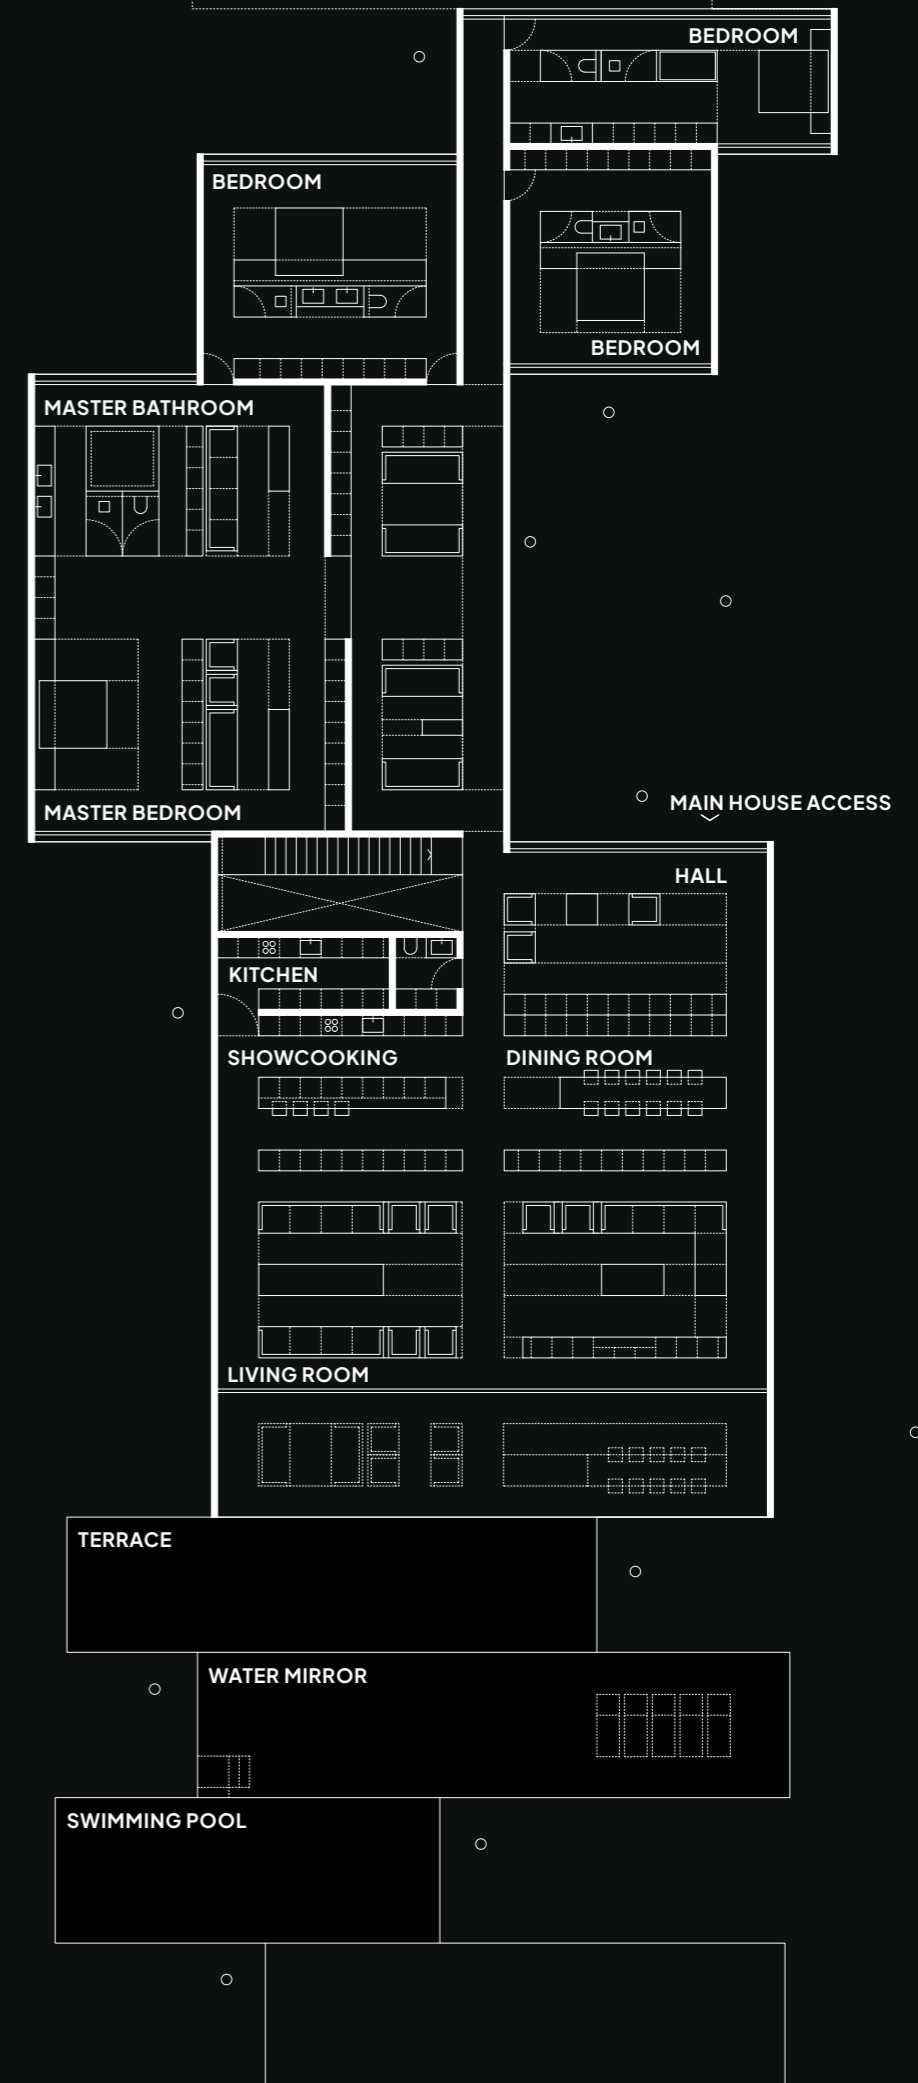 BEDROOM
BEDROOM
BEDROOM
MASTER BATHROOM
MASTER BEDROOM
MAIN HOUSE ACCESS
HALL
KITCHEN
SHOWCOOKING
DINING ROOM
LIVING ROOM
TERRACE
WATER MIRROR
SWIMMING POOL